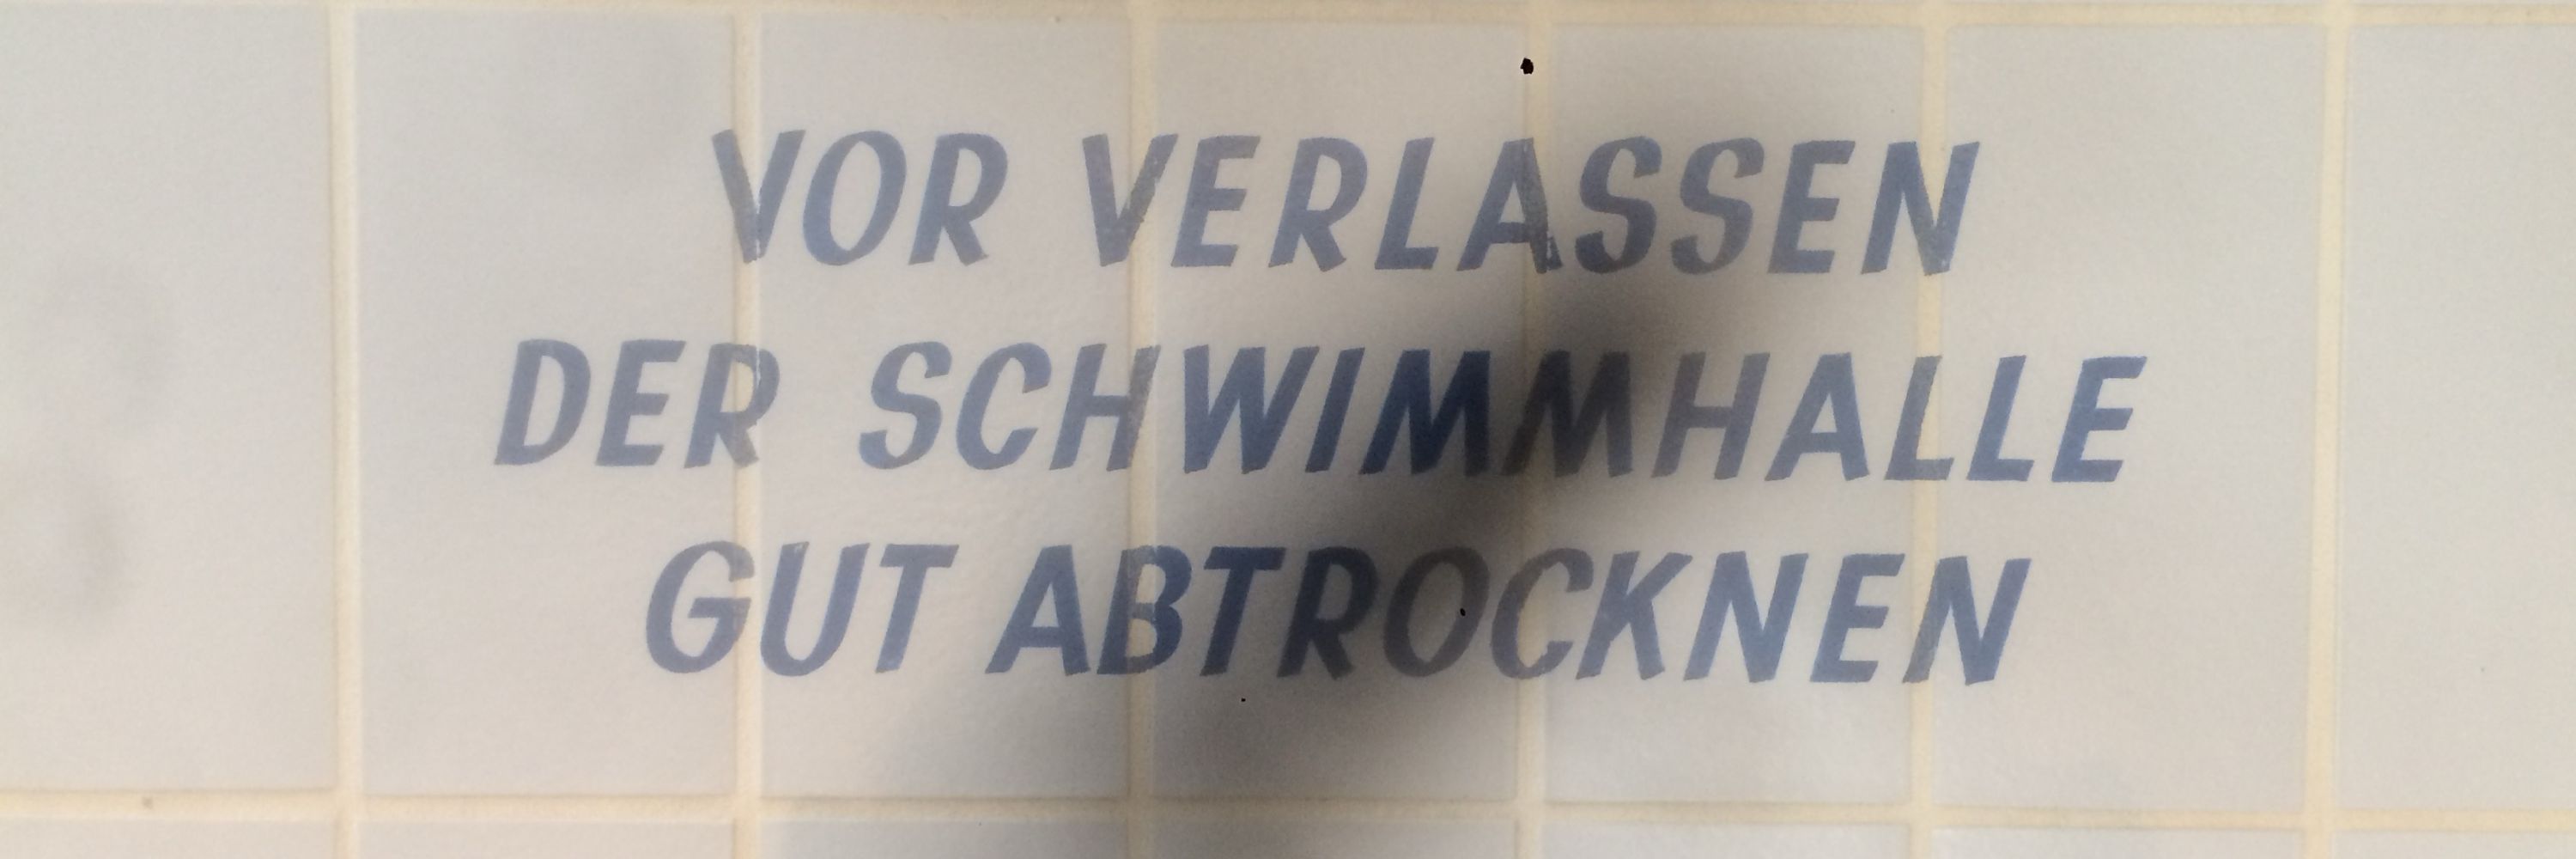 VOR VERLASSEN
DER SCHWIMMHALLE
GUT ABTROCKNEN